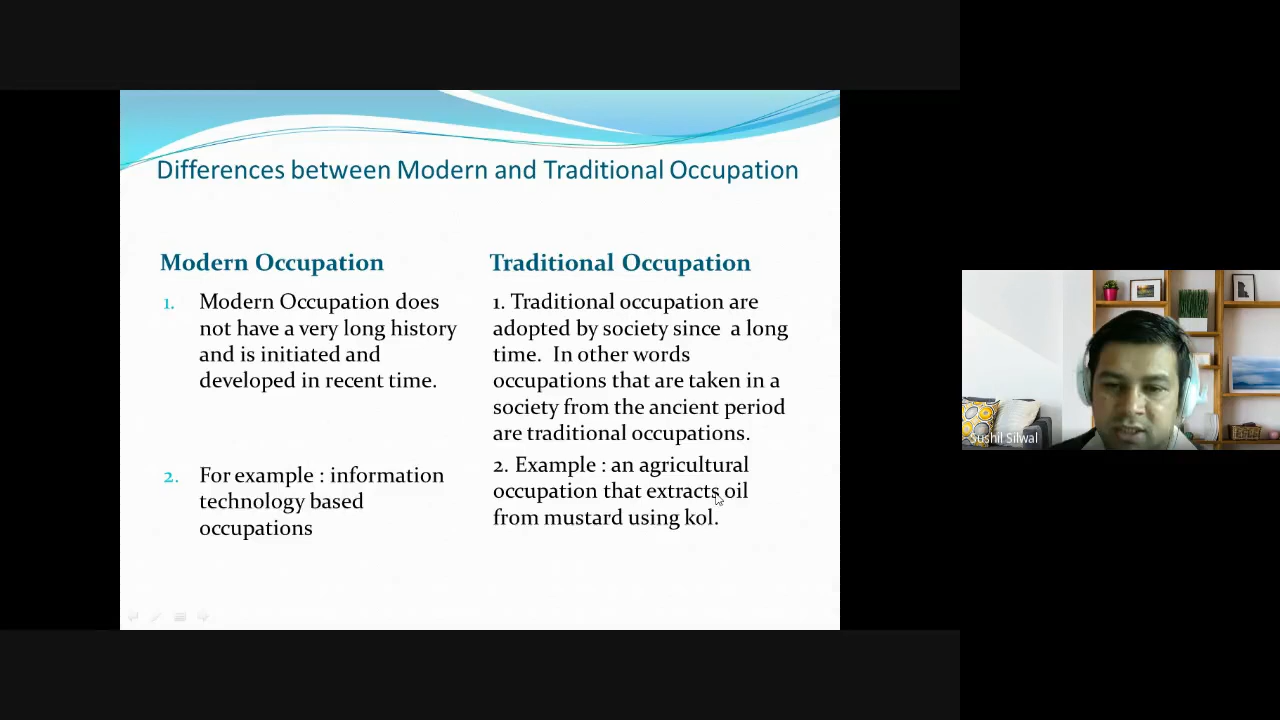 Differences between Modern and Traditional Occupation
Modern Occupation
1. Modern Occupation does
not have a very long history
and is initiated and
developed in recent time.
2. For example : information
technology based
occupations
Traditional Occupation
1. Traditional occupation are
adopted by society since a long
time. In other words
occupations that are taken in a
society from the ancient period
are traditional occupations.
2. Example : an agricultural
occupation that extracts oil
from mustard using kol.
Sushil Silwal